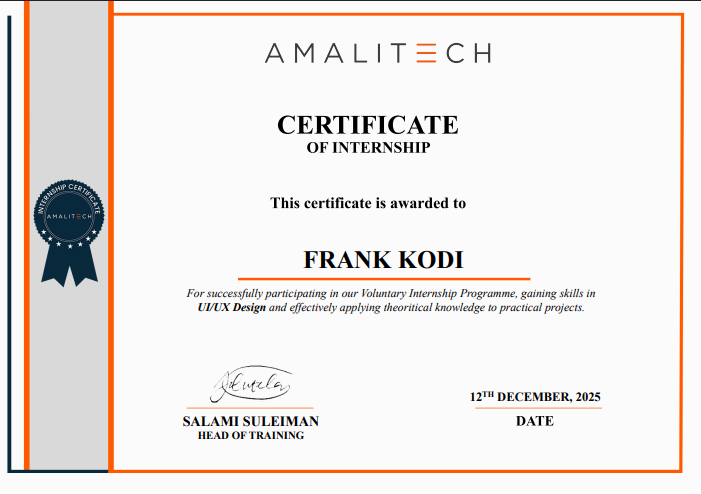 AMALITECH
CERTIFICATE
OF INTERNSHIP
This certificate is awarded to
FRANK KODI
For successfully participating in our Voluntary Internship Programme, gaining skills in
UI/UX Design and effectively applying theoritical knowledge to practical projects.
INTERNSHIP CERTIFICATE
AMALITECH
SALAMI SULEIMAN
HEAD OF TRAINING
12TH DECEMBER, 2025
DATE